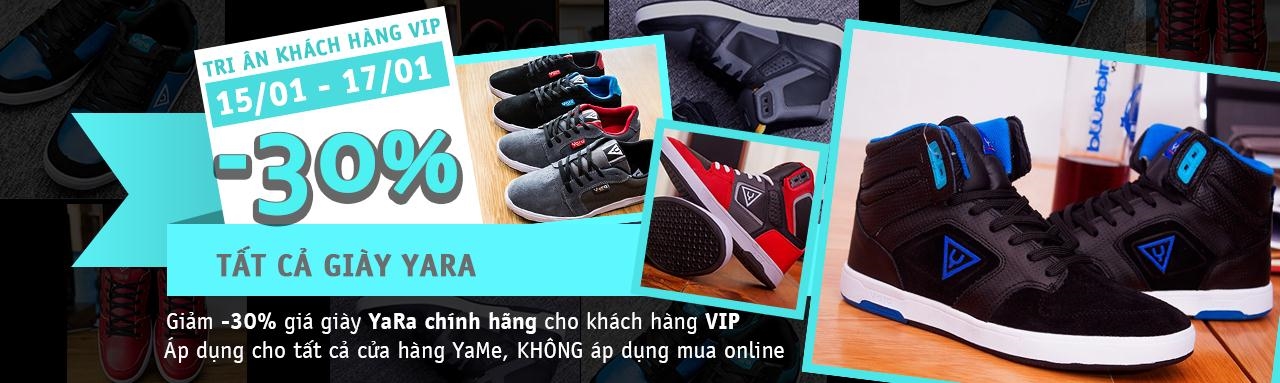 TRI ÂN KHÁCH HÀNG VIP
15/01 - 17/01
-30%
TẤT CẢ GIÀY YARA
Giảm -30% giá giày YaRa chính hãng cho khách hàng VIP
Áp dụng cho tất cả cửa hàng YaMe, KHÔNG áp dụng mua online
bluebird